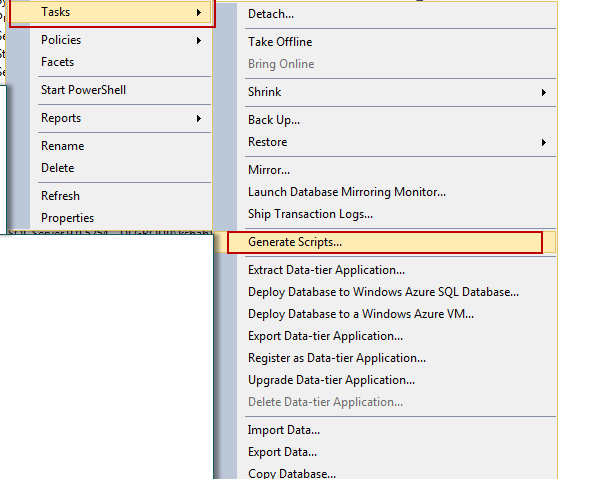 Tasks
Policies
Facets
Start PowerShell
Reports
Rename
Delete
Refresh
Properties
Detach...
Take Offline
Bring Online
Shrink
Back Up...
Restore
Mirror...
Launch Database Mirroring Monitor...
Ship Transaction Logs...
Generate Scripts...
Extract Data-tier Application...
Deploy Database to Windows Azure SQL Database...
Deploy Database to a Windows Azure VM...
Export Data-tier Application...
Register as Data-tier Application...
Upgrade Data-tier Application...
Delete Data-tier Application...
Import Data...
Export Data...
Copy Database...